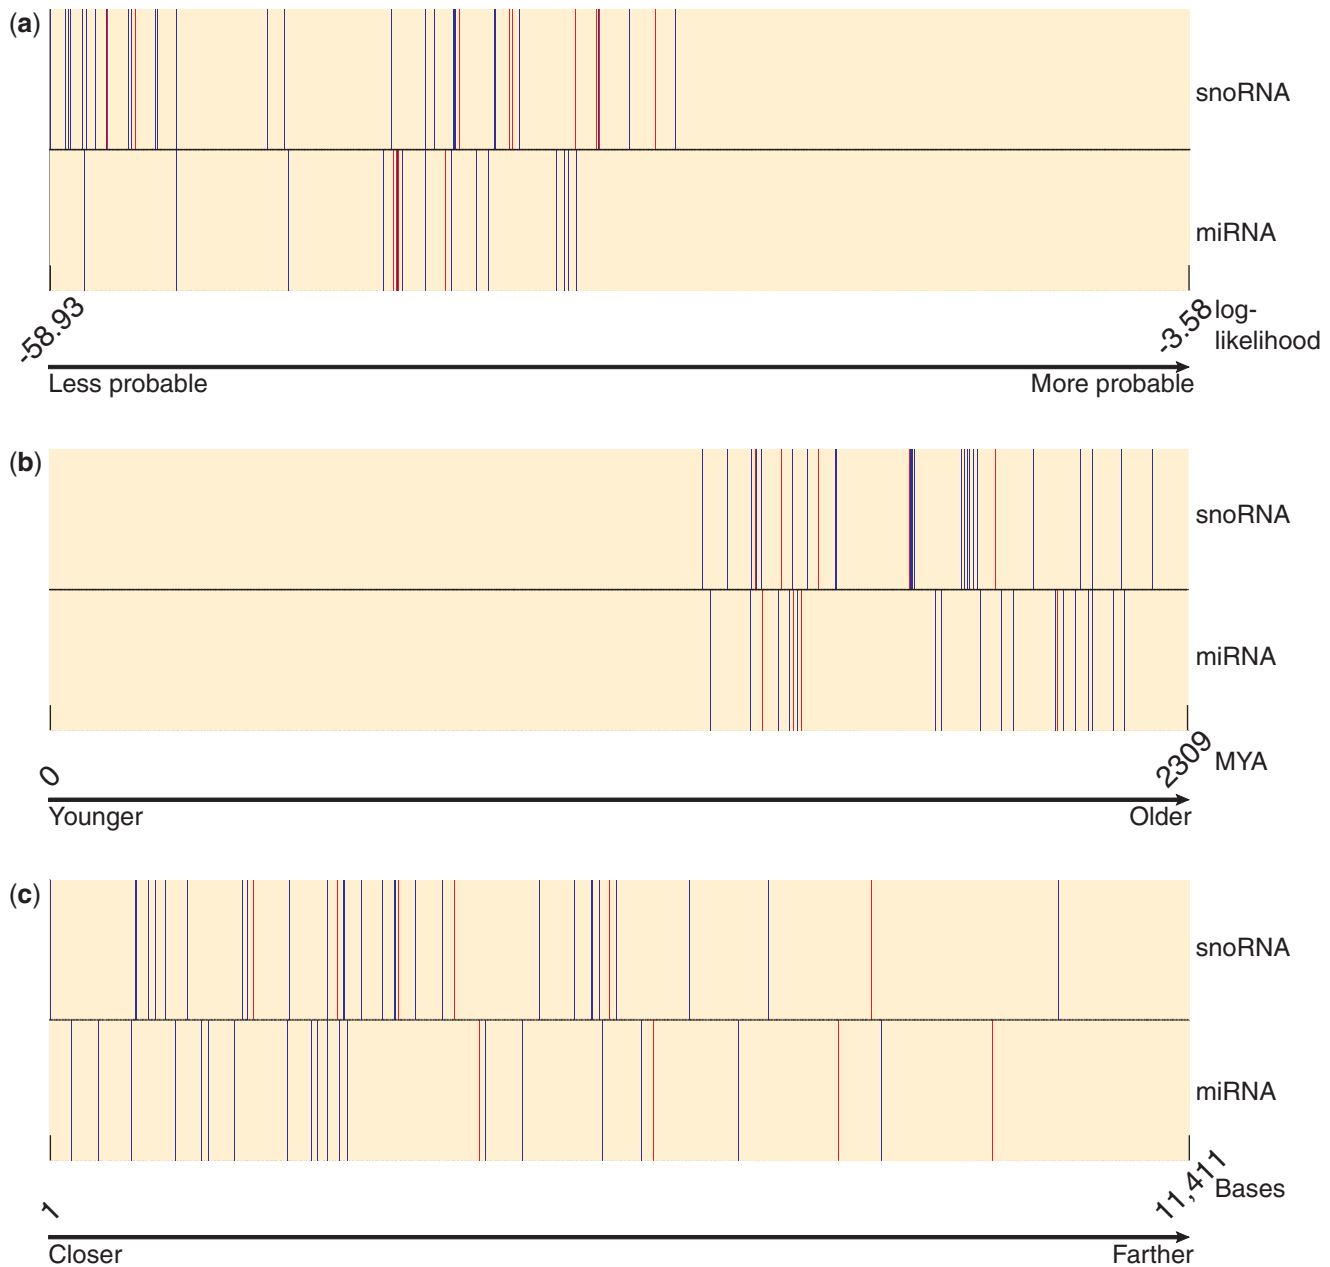 (a)
snoRNA
miRNA
-58.93
-3.58
log-
likelihood
Less probable
More probable
(b)
snoRNA
miRNA
0
2309
MYA
Younger
Older
(c)
snoRNA
miRNA
1
11,411
Bases
Closer
Farther